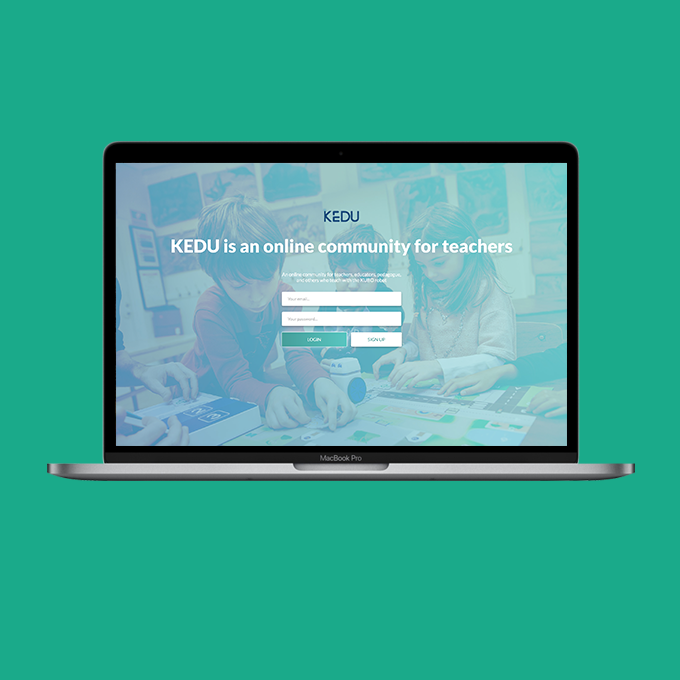 KEDU
KEDU is an online community for teachers
An online community for teachers, educators, pedagogue,
and others who teach with the KUBO robot
Your email...
Your password...
LOGIN
SIGN UP
MacBook Pro